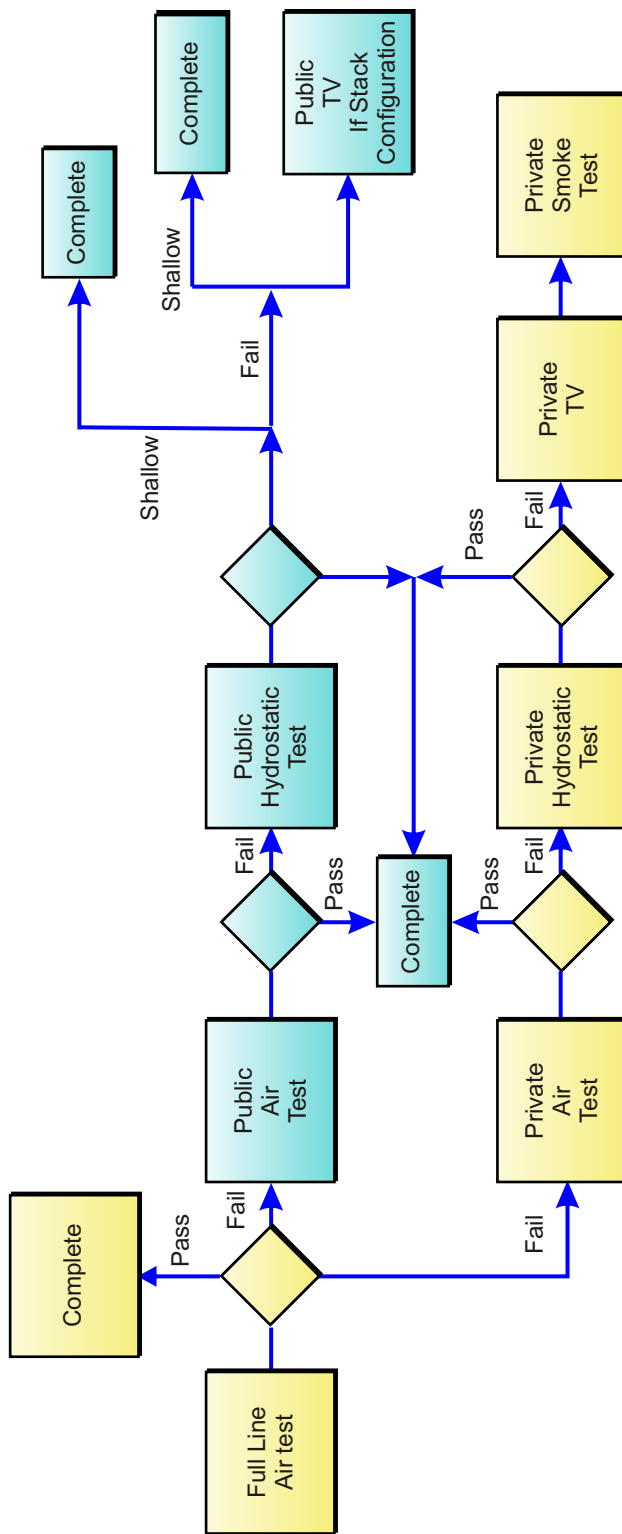 Full Line
Air test
Pass
Complete
Fail
Public
Air
Test
Fail
Public
Hydrostatic
Test
Pass
Complete
Shallow
Complete
Fail
Shallow
Complete
Public
TV
If Stack
Configuration
Fail
Private
Air
Test
Pass
Fail
Private
Hydrostatic
Test
Pass
Fail
Private
TV
Private
Smoke
Test